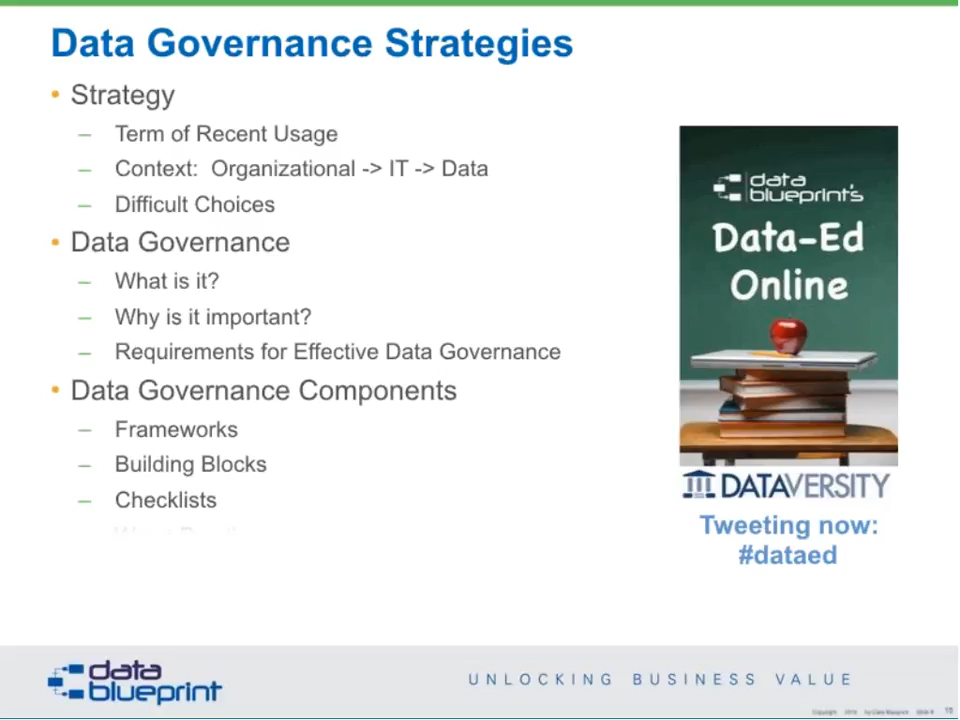 Data Governance Strategies
• Strategy
– Term of Recent Usage
– Context: Organizational -> IT -> Data
– Difficult Choices
• Data Governance
– What is it?
– Why is it important?
– Requirements for Effective Data Governance
• Data Governance Components
– Frameworks
– Building Blocks
– Checklists
data
blueprint's
Data-Ed
Online
DATAVERSITY
Tweeting now:
#dataed
data
blueprint
UNLOCKING BUSINESS VALUE